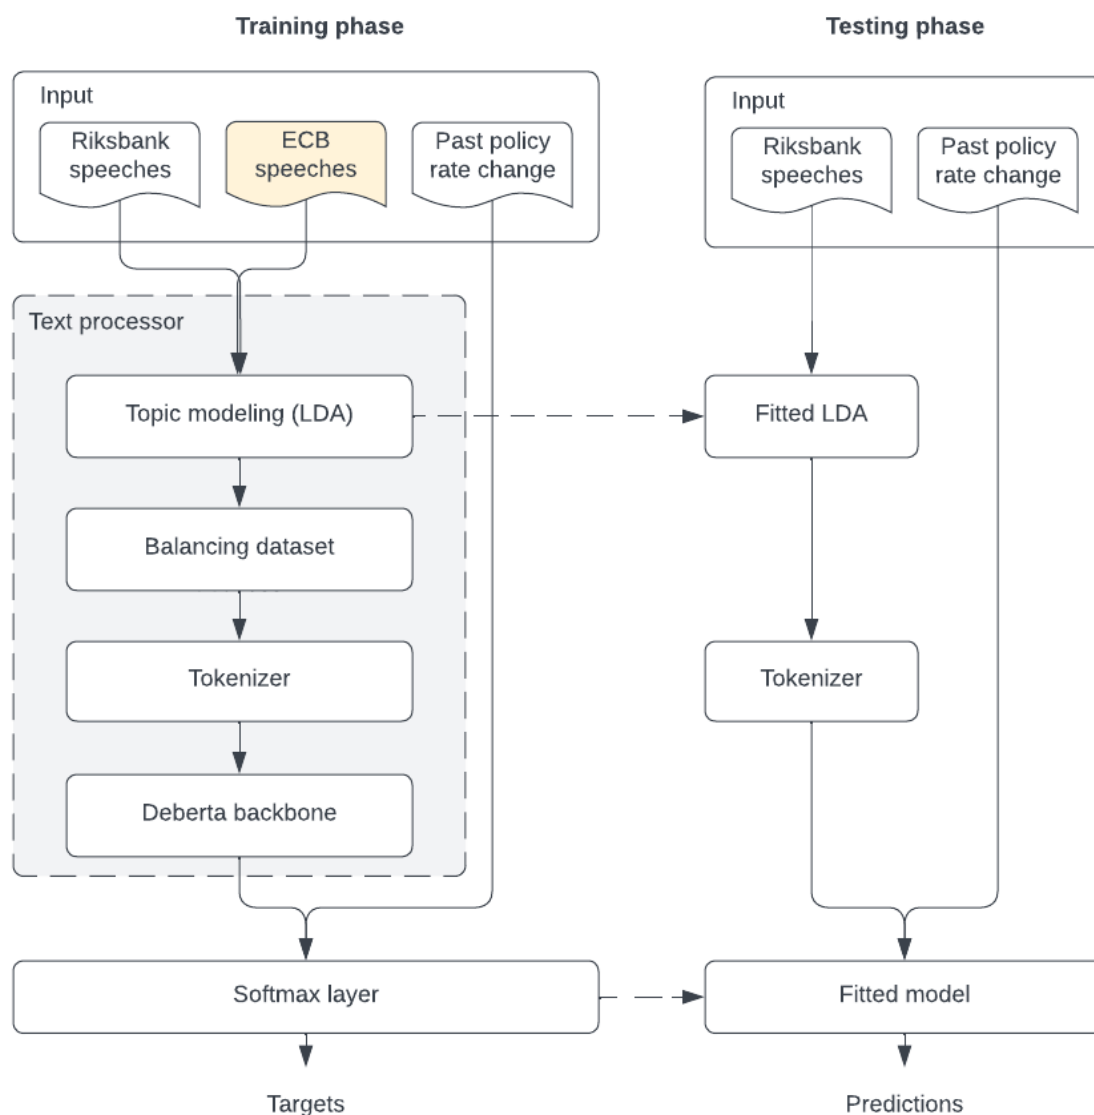 Training phase
Testing phase
Input
Riksbank
speeches
ECB
speeches
Past policy
rate change
Input
Riksbank
speeches
Past policy
rate change
Text processor
Topic modeling (LDA)
Fitted LDA
Balancing dataset
Tokenizer
Tokenizer
Deberta backbone
Softmax layer
Fitted model
Targets
Predictions